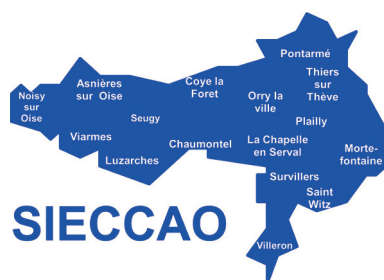 Pontarmé
Thiers
sur
Thève
Coye la
Foret
Asnières
sur Oise
Noisy
sur
Oise
Orry la
ville
Seugy
Plailly
Viarmes
Chaumontel
La Chapelle
en Serval
Morte-
fontaine
Luzarches
Survillers
Saint
Witz
SIECCAO
Villeron